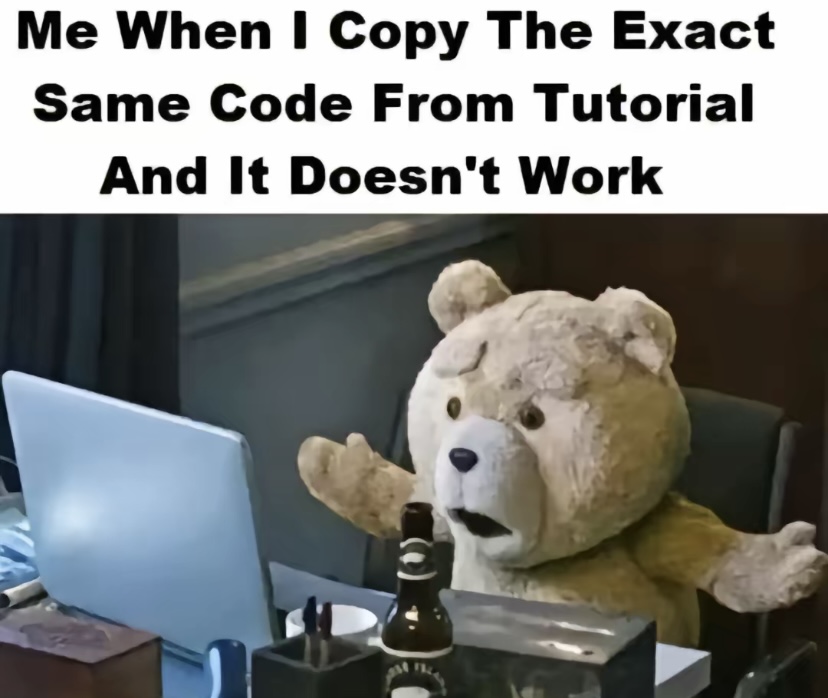 Me When I Copy The Exact
Same Code From Tutorial
And It Doesn't Work